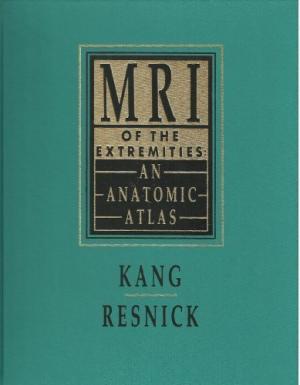 MRI
OF THE
EXTREMITIES:
AN
ANATOMIC
ATLAS
KANG
RESNICK